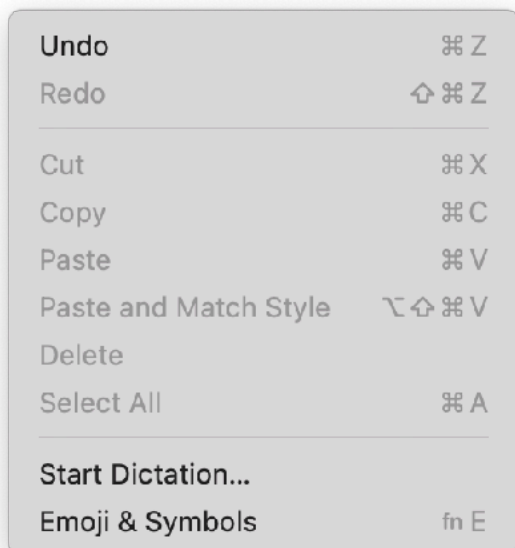 Undo ⌘ Z
Redo ⇧ ⌘ Z
Cut ⌘ X
Copy ⌘ C
Paste ⌘ V
Paste and Match Style ⌥ ⇧ ⌘ V
Delete
Select All ⌘ A
Start Dictation...
Emoji & Symbols fn E